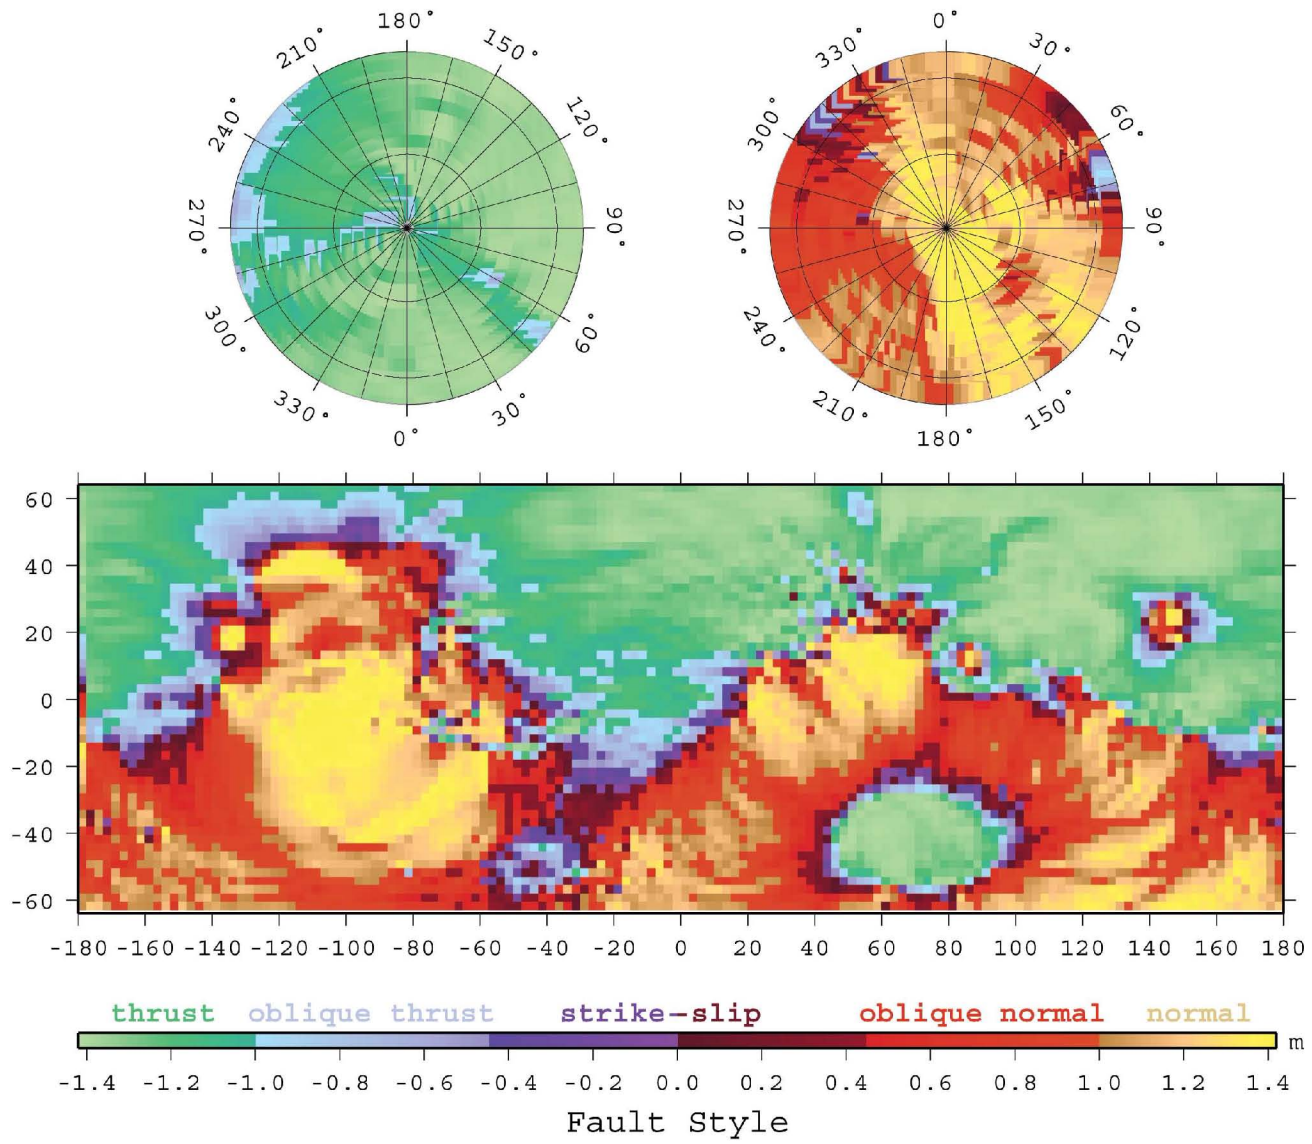 180° 0°
210° 150° 330° 30°
240° 120° 300° 60°
270° 90° 270° 90°
300° 60° 240° 120°
330° 30° 210° 150°
0° 180°
60
40
20
0
-20
-40
-60
-180 -160 -140 -120 -100 -80 -60 -40 -20 0 20 40 60 80 100 120 140 160 180
thrust oblique thrust strike-slip oblique normal normal
m
-1.4 -1.2 -1.0 -0.8 -0.6 -0.4 -0.2 0.0 0.2 0.4 0.6 0.8 1.0 1.2 1.4
Fault Style